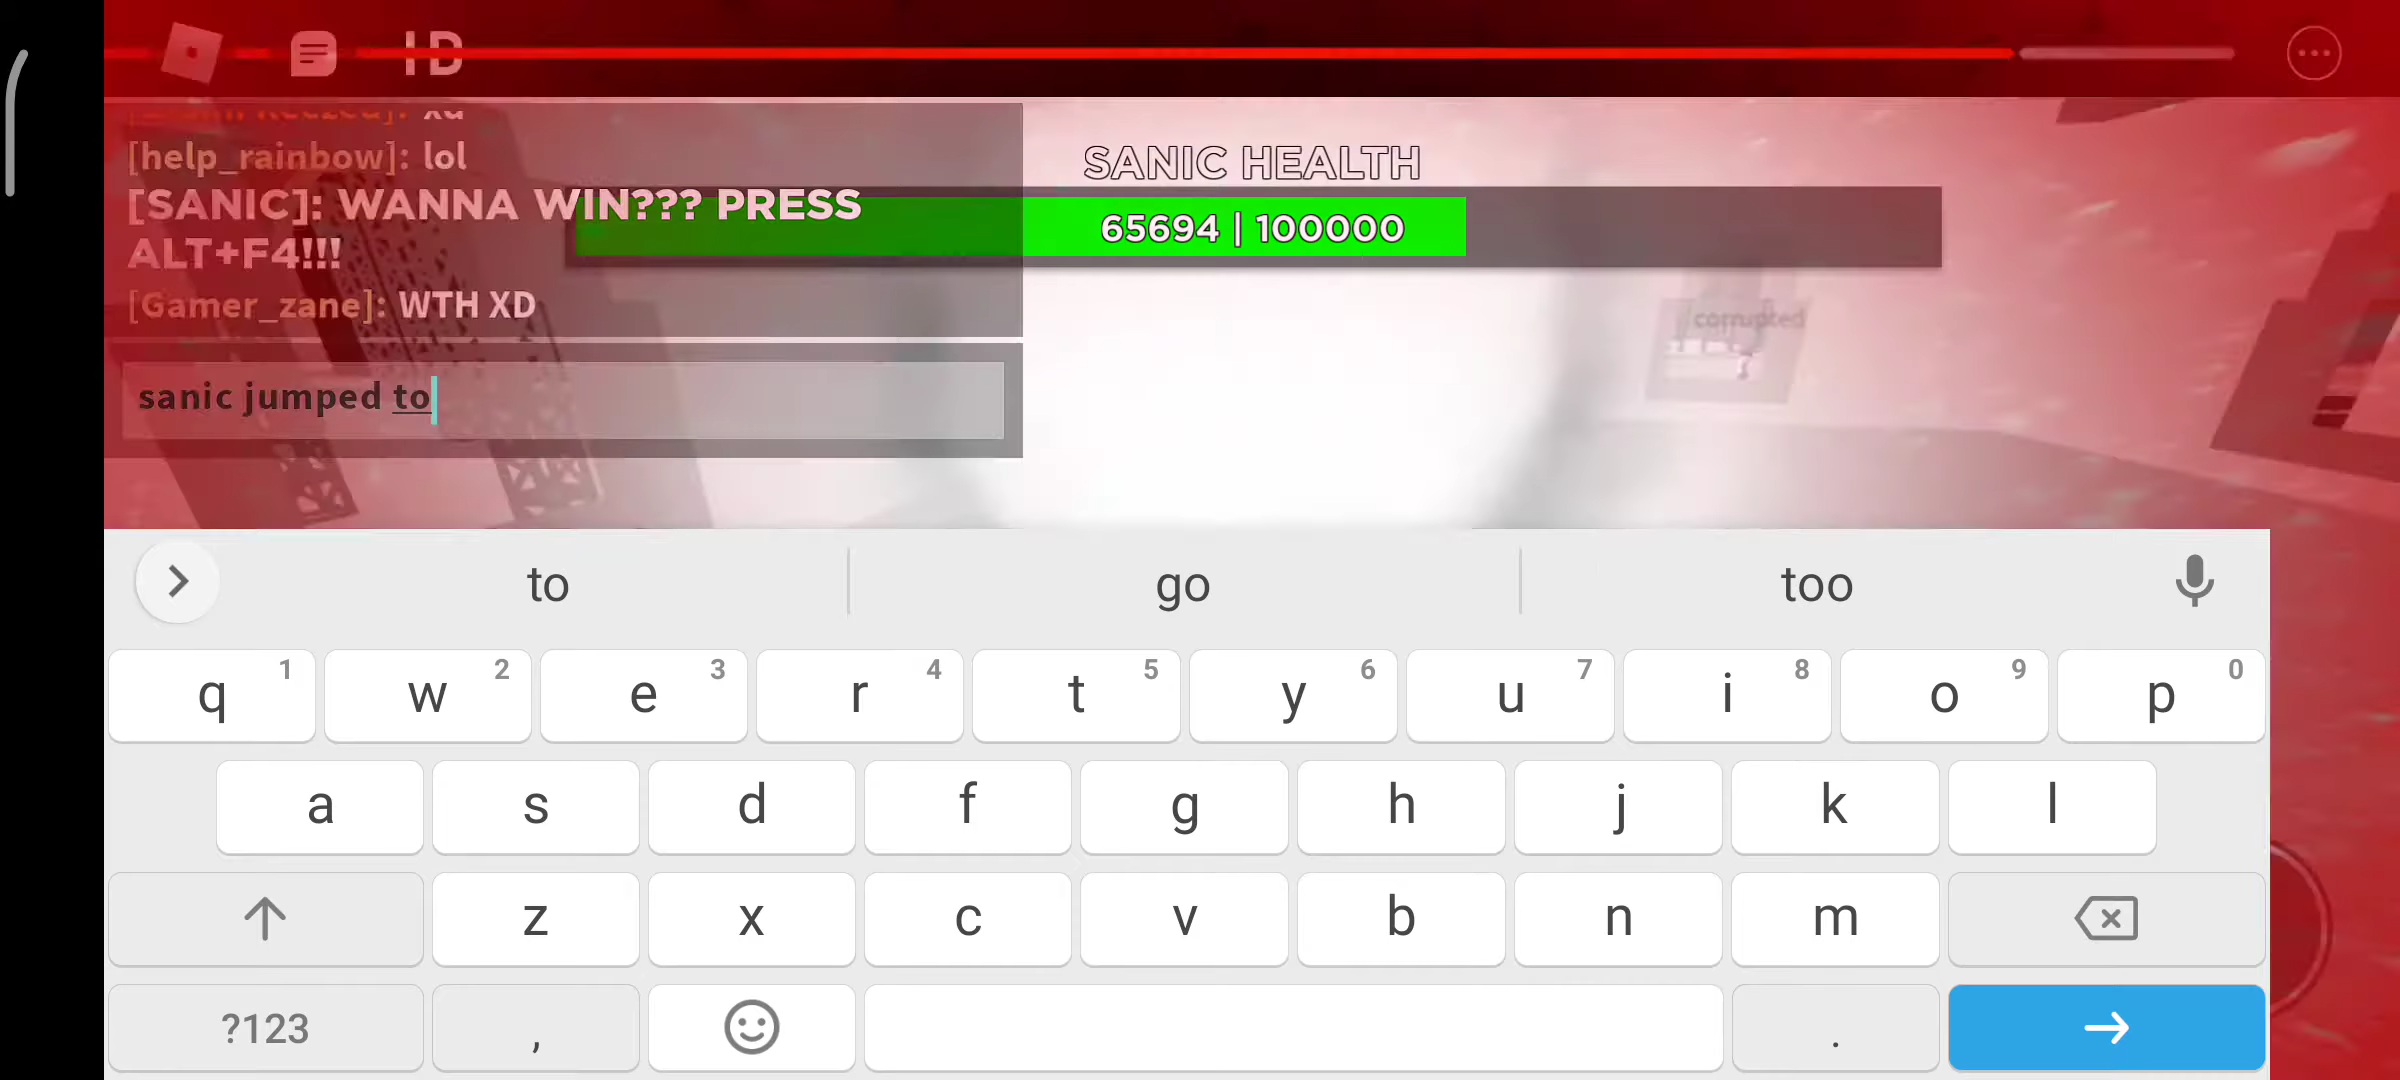 [help_rainbow]: lol
[SANIC]: WANNA WIN??? PRESS
ALT+F4!!!
[Gamer_zane]: WTH XD
sanic jumped to
SANIC HEALTH
65694 | 100000
corrupted
to go too
q 1 w 2 e 3 r 4 t 5 y 6 u 7 i 8 o 9 p 0
a s d f g h j k l
z x c v b n m
?123 , .